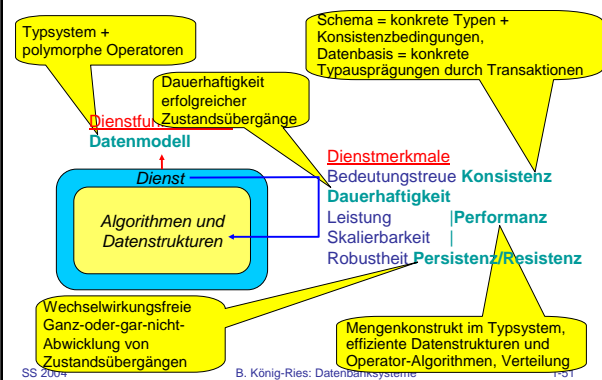 Typsystem +
polymorphe Operatoren
Dauerhaftigkeit
erfolgreicher
Zustandsübergänge
Schema = konkrete Typen +
Konsistenzbedingungen,
Datenbasis = konkrete
Typausprägungen durch Transaktionen
Datenmodell
Dienst
Algorithmen und
Datenstrukturen
Dienstmerkmale
Bedeutungstreue Konsistenz
Dauerhaftigkeit
Leistung |Performanz
Skalierbarkeit |
Robustheit Persistenz/Resistenz
Wechselwirkungsfreie
Ganz-oder-gar-nicht-
Abwicklung von
Zustandsübergängen
Mengenkonstrukt im Typsystem,
effiziente Datenstrukturen und
Operator-Algorithmen, Verteilung
SS 2004 B. König-Ries: Datenbanksysteme 1-51